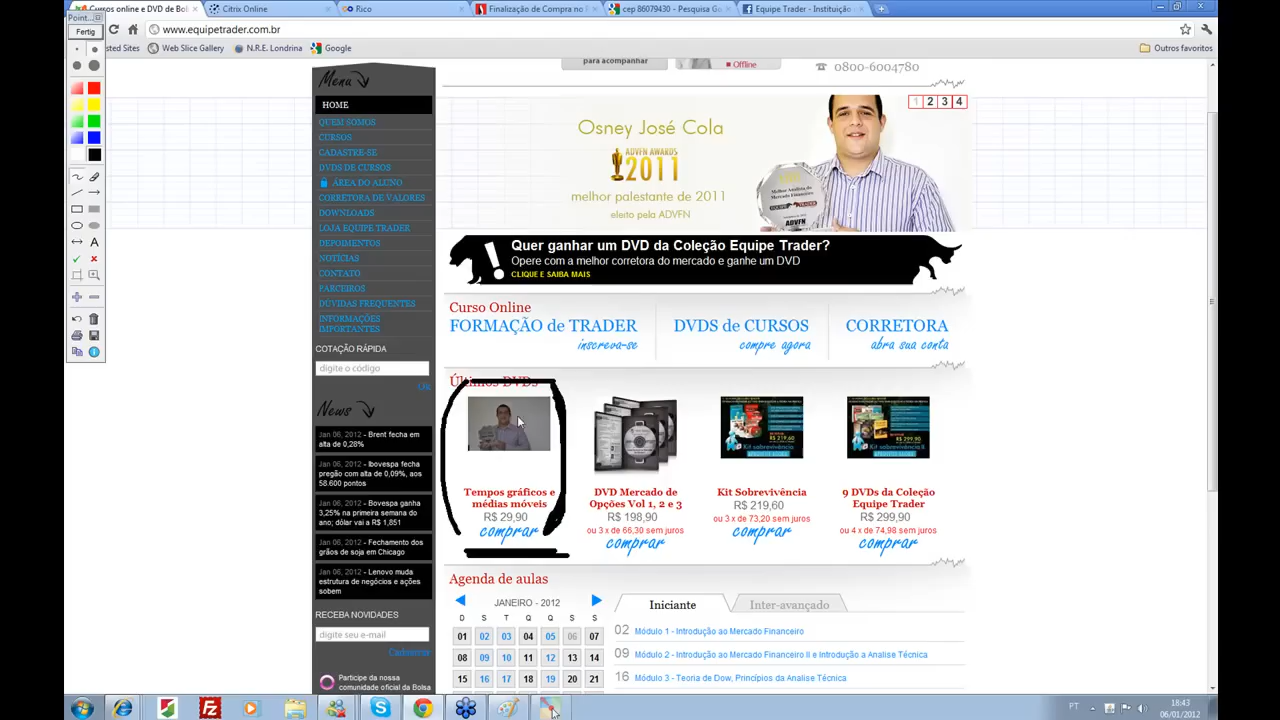 Cursos online e DVD de Bol
Citrix Online
Rico
Finalização de Compra no
cep 86079430 - Pesquisa Go
Equipe Trader - Instituição
Point...
Fertig
www.equipetrader.com.br
sted Sites
Web Slice Gallery
N.R.E. Londrina
Google
Outros favoritos
A
Menu
HOME
QUEM SOMOS
CURSOS
CADASTRE-SE
DVDS DE CURSOS
ÁREA DO ALUNO
CORRETORA DE VALORES
DOWNLOADS
LOJA EQUIPE TRADER
DEPOIMENTOS
NOTÍCIAS
CONTATO
PARCEIROS
DÚVIDAS FREQUENTES
INFORMAÇÕES
IMPORTANTES
COTAÇÃO RÁPIDA
digite o código
Ok
News
Jan 06, 2012 - Brent fecha em
alta de 0,28%
Jan 06, 2012 - Ibovespa fecha
pregão com alta de 0,09%, aos
58.600 pontos
Jan 06, 2012 - Bovespa ganha
3,25% na primeira semana do
ano; dólar vai a R$ 1,851
Jan 06, 2012 - Fechamento dos
grãos de soja em Chicago
Jan 06, 2012 - Lenovo muda
estrutura de negócios e ações
sobem
RECEBA NOVIDADES
digite seu e-mail
Cadastrar
Participe da nossa
comunidade oficial da Bolsa
para acompanhar
Offline
0800-6004780
1 2 3 4
Osney José Cola
ADVFN AWARDS
2011
melhor palestante de 2011
eleito pela ADVFN
Quer ganhar um DVD da Coleção Equipe Trader?
Opere com a melhor corretora do mercado e ganhe um DVD
CLIQUE E SAIBA MAIS
Curso Online
FORMAÇÃO de TRADER
inscreva-se
DVDS de CURSOS
compre agora
CORRETORA
abra sua conta
Últimos DVDs
Tempos gráficos e
médias móveis
R$ 29,90
comprar
DVD Mercado de
Opções Vol 1, 2 e 3
R$ 198,90
ou 3 x de 66,30 sem juros
comprar
Kit Sobrevivência
R$ 219,60
ou 3 x de 73,20 sem juros
comprar
9 DVDs da Coleção
Equipe Trader
R$ 299,90
ou 4 x de 74,98 sem juros
comprar
Agenda de aulas
JANEIRO - 2012
D S T Q Q S S
01 02 03 04 05 06 07
08 09 10 11 12 13 14
15 16 17 18 19 20 21
Iniciante
Inter-avançado
02 Módulo 1 - Introdução ao Mercado Financeiro
09 Módulo 2 - Introdução ao Mercado Financeiro II e Introdução a Analise Técnica
16 Módulo 3 - Teoria de Dow, Princípios da Analise Técnica
PT
18:43
06/01/2012